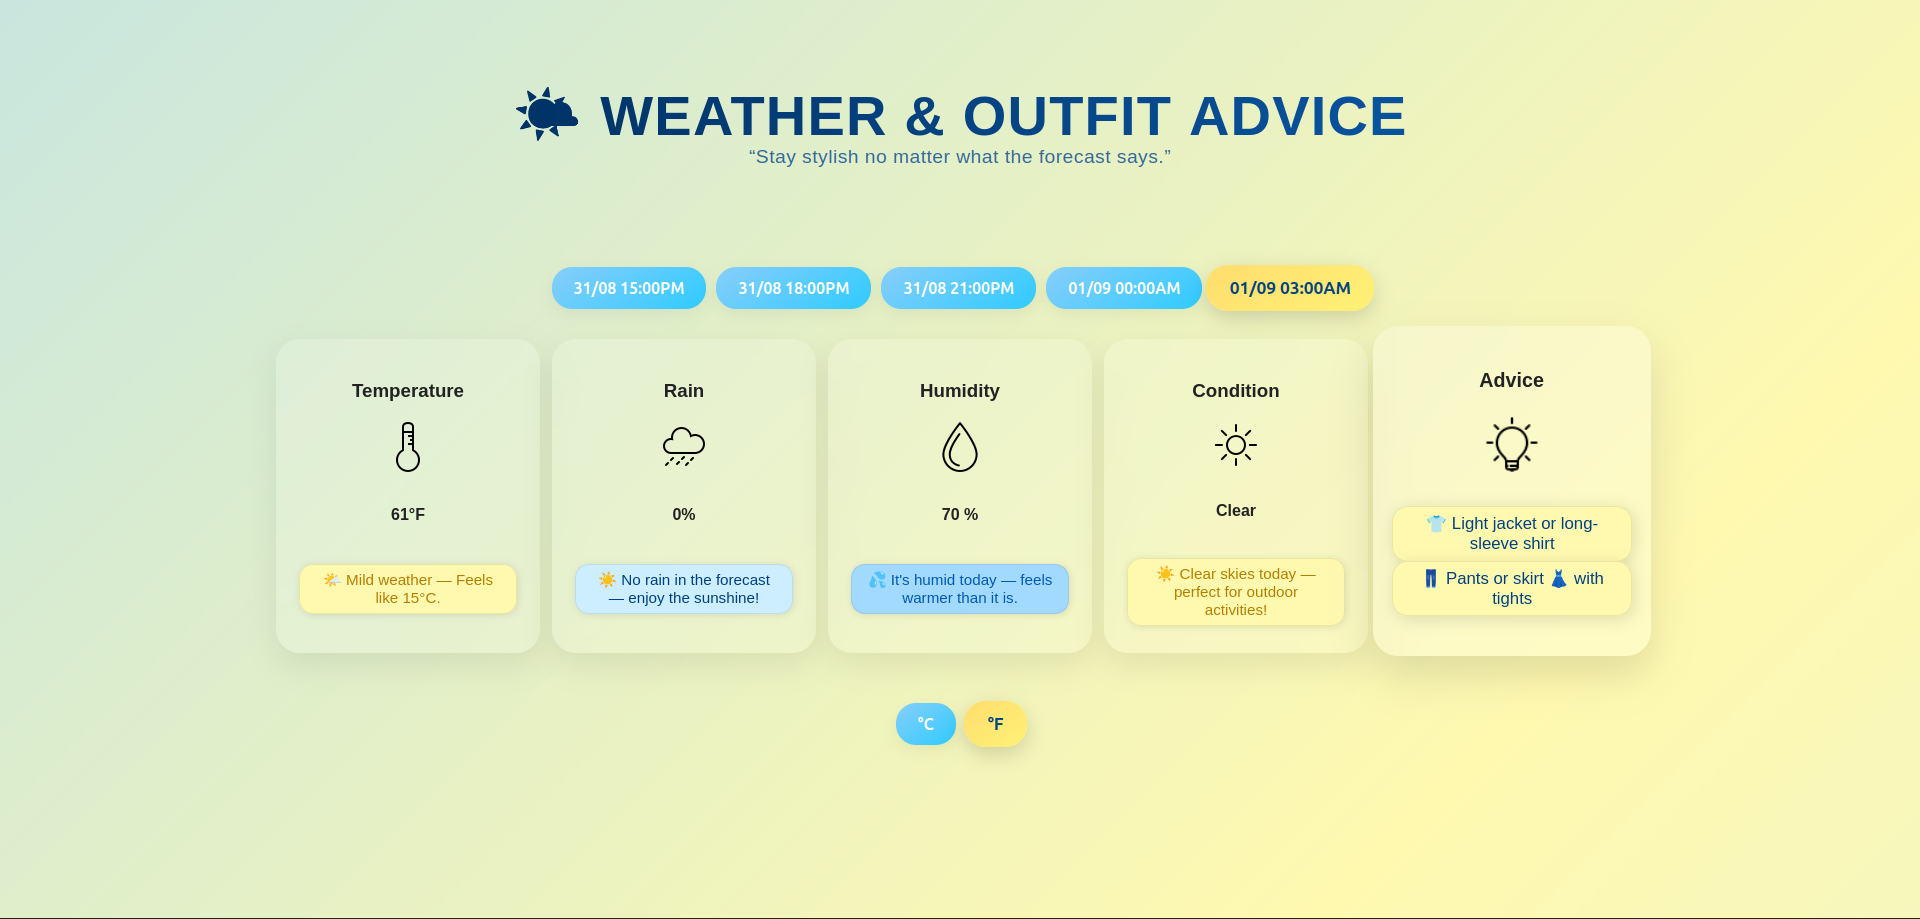 WEATHER & OUTFIT ADVICE
“Stay stylish no matter what the forecast says.”
31/08 15:00PM
31/08 18:00PM
31/08 21:00PM
01/09 00:00AM
01/09 03:00AM
Temperature
61°F
🌤️ Mild weather — Feels
like 15°C.
Rain
0%
☀️ No rain in the forecast
— enjoy the sunshine!
Humidity
70 %
💦 It's humid today — feels
warmer than it is.
Condition
Clear
☀️ Clear skies today —
perfect for outdoor
activities!
Advice
👕 Light jacket or long-
sleeve shirt
👖 Pants or skirt 👗 with
tights
°C
°F